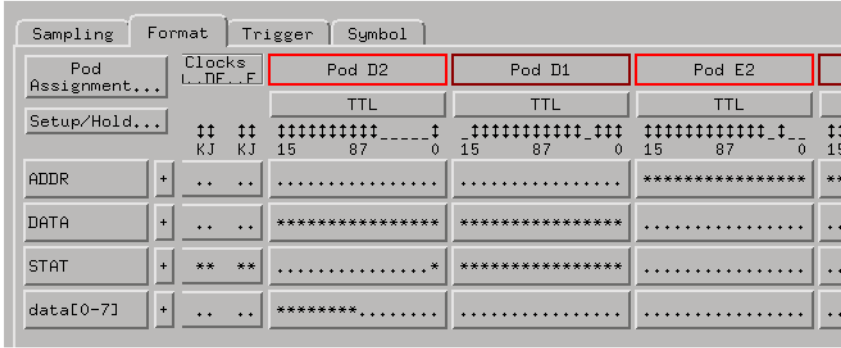 Sampling Format Trigger Symbol
Pod Assignment... Clocks Pod D2 Pod D1 Pod E2
TTL TTL TTL
Setup/Hold...
KJ KJ 15 87 0 15 87 0 15 87 0 15
ADDR + .. .. ................ ................ **************** **
DATA + .. .. **************** **************** ................ ..
STAT + ** ** ...............* **************** ................ ..
data[0-7] + .. .. ********........ ................ ................ ..